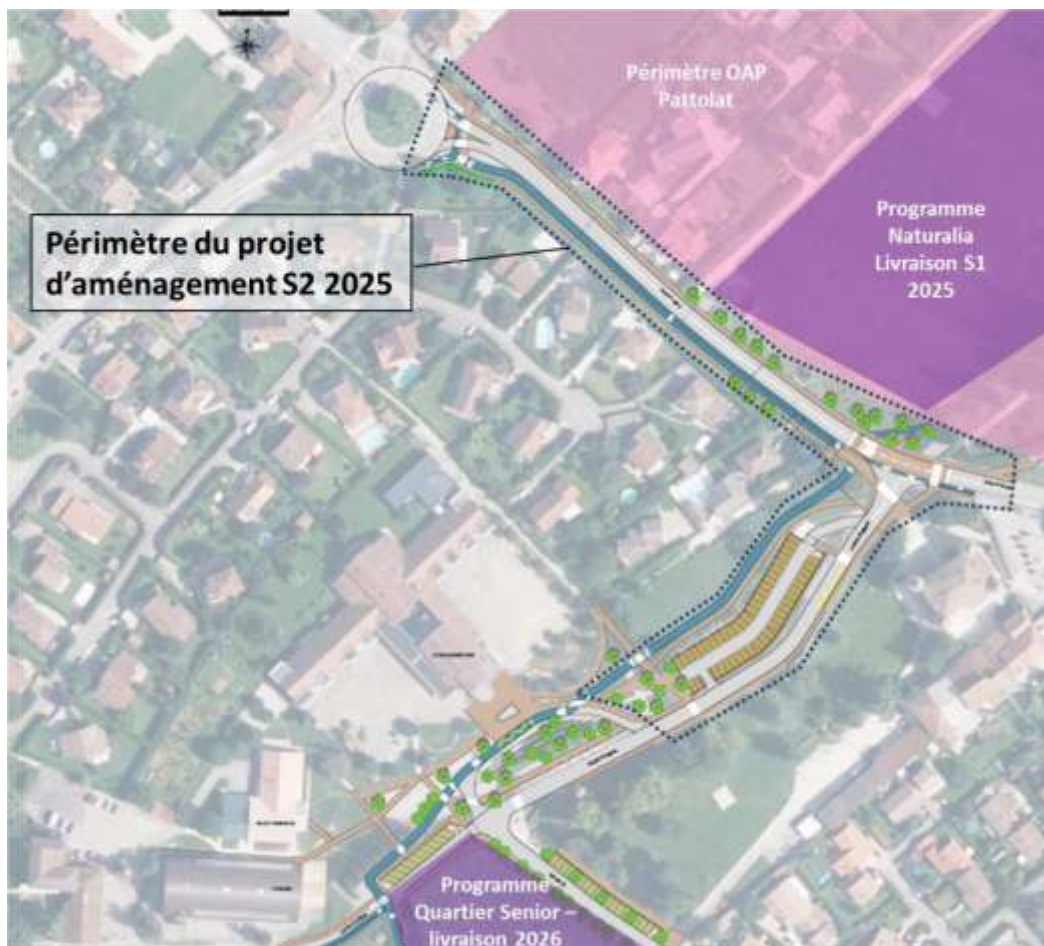 Périmètre OAP
Pattolat
Programme
Naturalia
Livraison S1
2025
Périmètre du projet
d'aménagement S2 2025
Programme
Quartier Senior –
livraison 2026